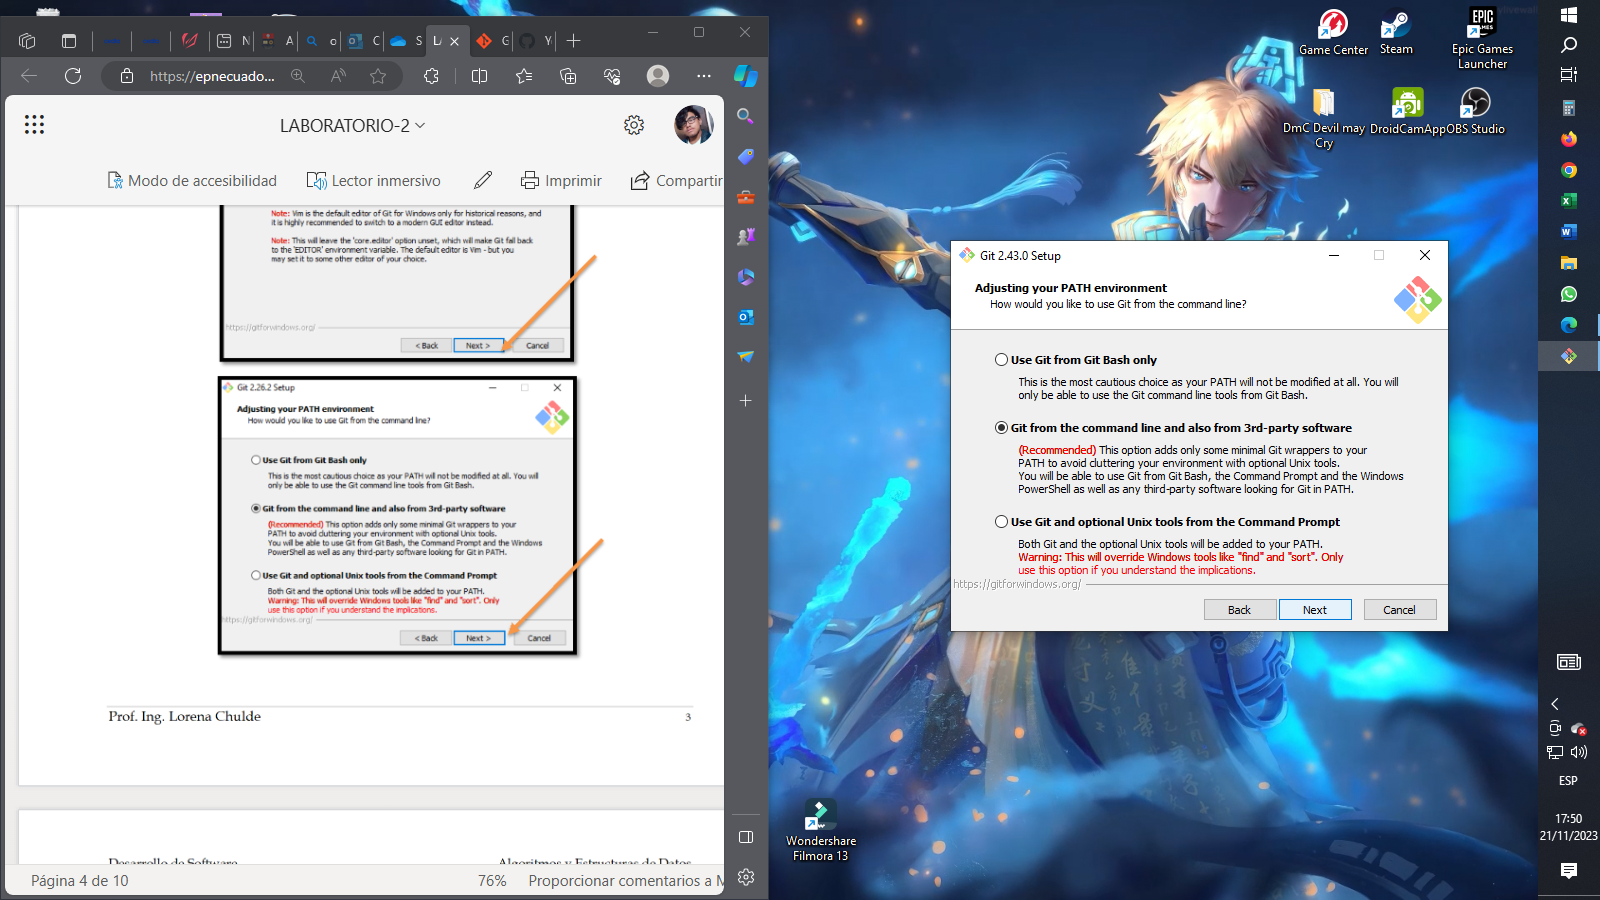 https://epnecuado...
LABORATORIO-2
Modo de accesibilidad
Lector inmersivo
Imprimir
Compartir
Note: Vim is the default editor of Git for Windows only for historical reasons, and
it is highly recommended to switch to a modern GUI editor instead.
Note: This will leave the 'core.editor' option unset, which will make Git fall back
to the 'EDITOR' environment variable. The default editor is Vim - but you
may set it to some other editor of your choice.
https://gitforwindows.org/
< Back
Next >
Cancel
Git 2.26.2 Setup
Adjusting your PATH environment
How would you like to use Git from the command line?
Use Git from Git Bash only
This is the most cautious choice as your PATH will not be modified at all. You will
only be able to use the Git command line tools from Git Bash.
Git from the command line and also from 3rd-party software
(Recommended) This option adds only some minimal Git wrappers to your
PATH to avoid cluttering your environment with optional Unix tools.
You will be able to use Git from Git Bash, the Command Prompt and the Windows
PowerShell as well as any third-party software looking for Git in PATH.
Use Git and optional Unix tools from the Command Prompt
Both Git and the optional Unix tools will be added to your PATH.
Warning: This will override Windows tools like "find" and "sort". Only
use this option if you understand the implications.
https://gitforwindows.org/
< Back
Next >
Cancel
Prof. Ing. Lorena Chulde
3
Desarrollo de Software
Algoritmos y Estructuras de Datos
Página 4 de 10
76%
Proporcionar comentarios a M
Game Center
Steam
EPIC
GAMES
Epic Games
Launcher
DmC Devil may
Cry
DroidCamApp
OBS Studio
Git 2.43.0 Setup
Adjusting your PATH environment
How would you like to use Git from the command line?
Use Git from Git Bash only
This is the most cautious choice as your PATH will not be modified at all. You will
only be able to use the Git command line tools from Git Bash.
Git from the command line and also from 3rd-party software
(Recommended) This option adds only some minimal Git wrappers to your
PATH to avoid cluttering your environment with optional Unix tools.
You will be able to use Git from Git Bash, the Command Prompt and the Windows
PowerShell as well as any third-party software looking for Git in PATH.
Use Git and optional Unix tools from the Command Prompt
Both Git and the optional Unix tools will be added to your PATH.
Warning: This will override Windows tools like "find" and "sort". Only
use this option if you understand the implications.
https://gitforwindows.org/
Back
Next
Cancel
Wondershare
Filmora 13
ESP
17:50
21/11/2023